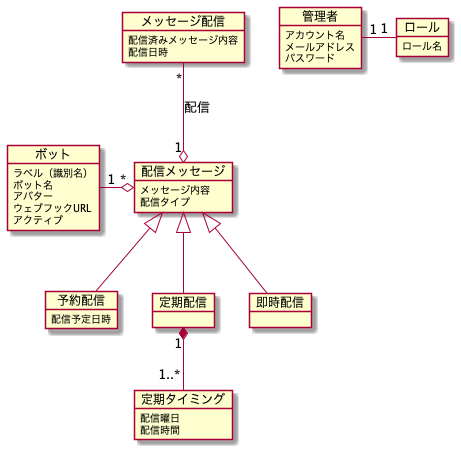 メッセージ配信
配信済みメッセージ内容
配信日時
管理者
アカウント名
メールアドレス
パスワード
1
1
ロール
ロール名
*
配信
1
ボット
ラベル（識別名）
ボット名
アバター
ウェブフックURL
アクティブ
1
*
配信メッセージ
メッセージ内容
配信タイプ
予約配信
配信予定日時
定期配信
即時配信
1
1..*
定期タイミング
配信曜日
配信時間